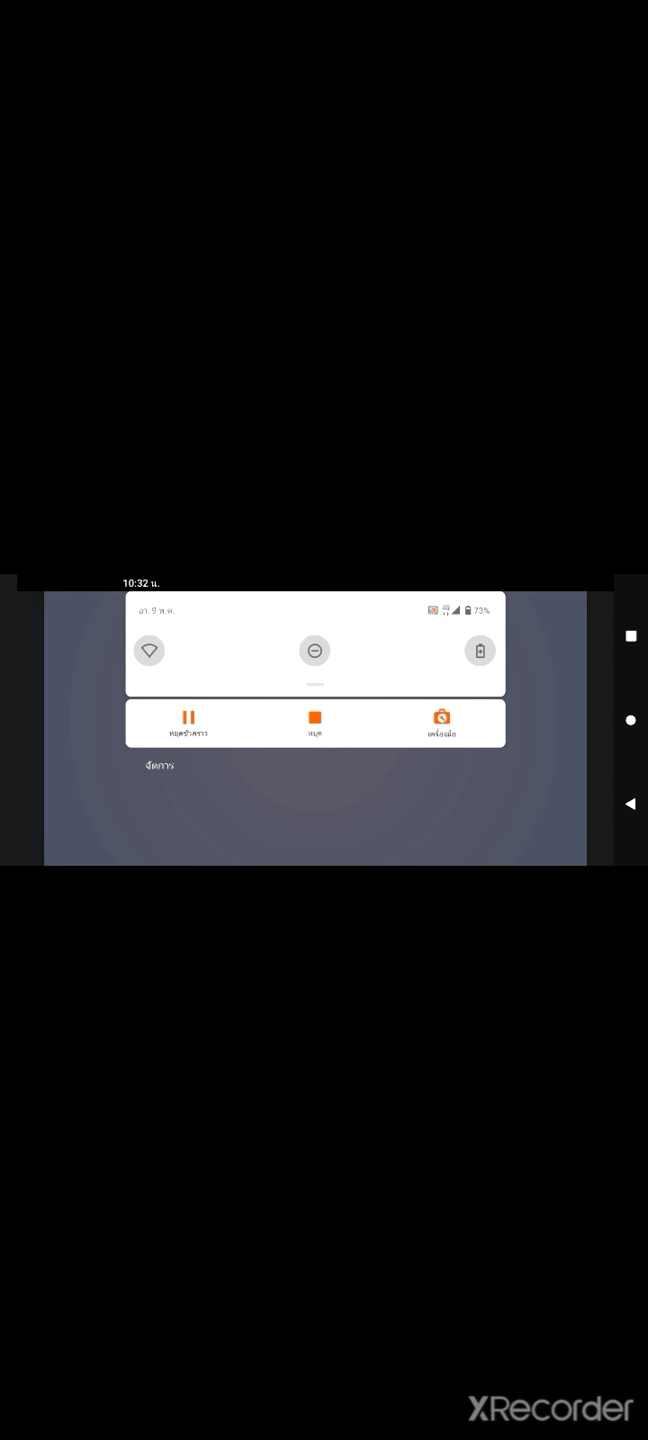 10:32 น.
อา. 9 พ.ค.
4G
73%
หยุดชั่วคราว
หยุด
เครื่องมือ
จัดการ
XRecorder